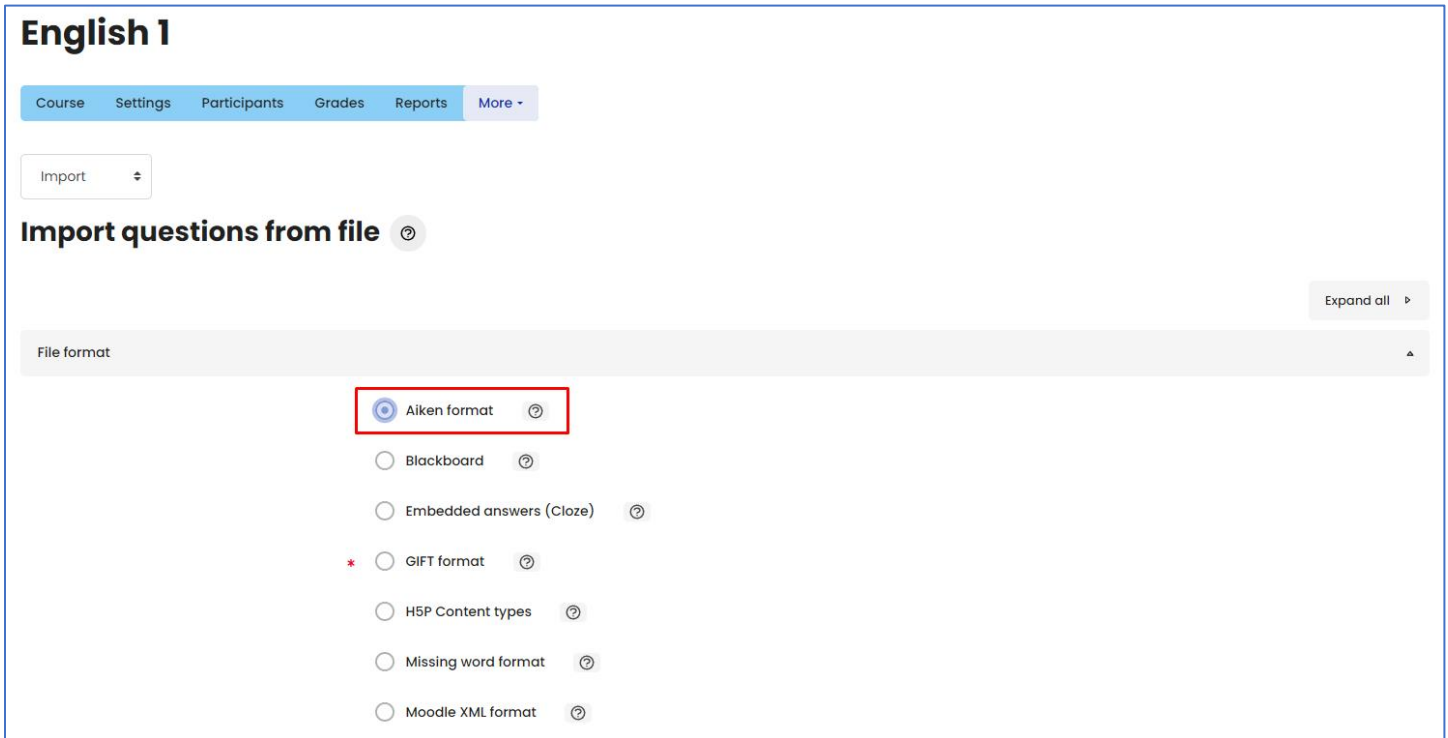 English 1
Course Settings Participants Grades Reports More
Import
Import questions from file ?
Expand all
File format
Aiken format ?
Blackboard ?
Embedded answers (Cloze) ?
* GIFT format ?
H5P Content types ?
Missing word format ?
Moodle XML format ?